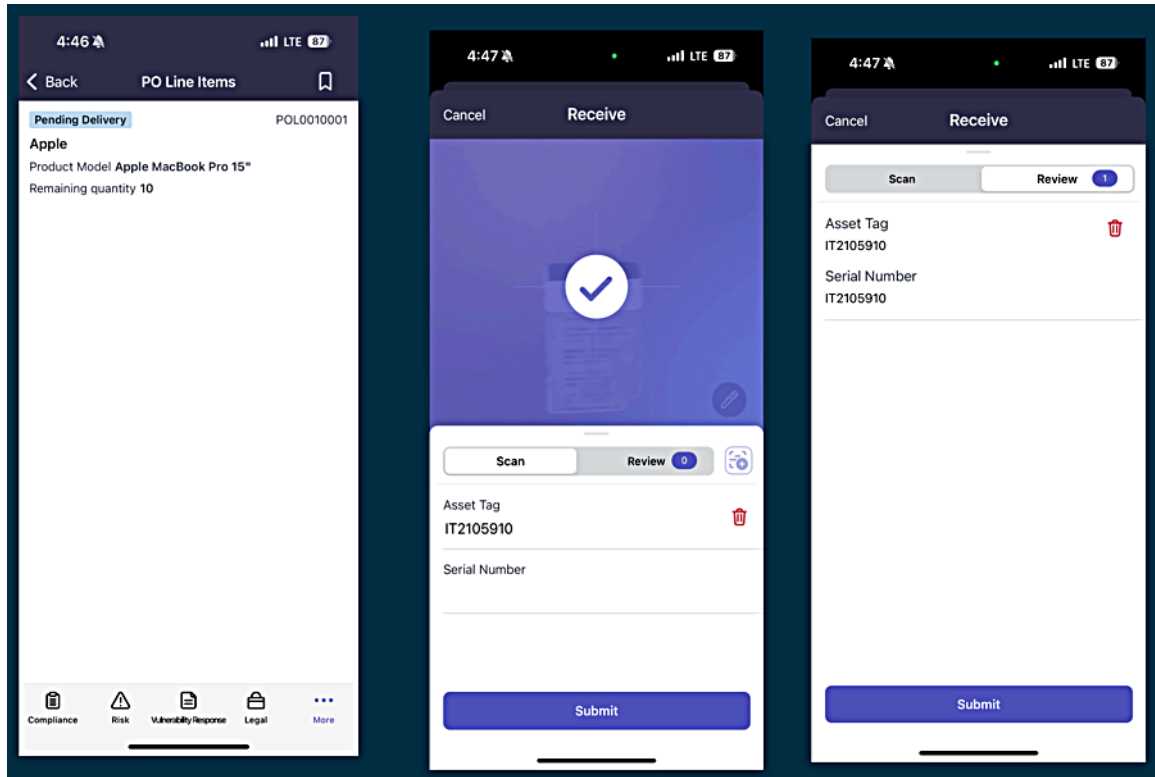 4:46 LTE 87
Back PO Line Items
Pending Delivery POL0010001
Apple
Product Model Apple MacBook Pro 15"
Remaining quantity 10
Compliance Risk Vulnerability Response Legal More
4:47 LTE 87
Cancel Receive
Scan Review 0
Asset Tag
IT2105910
Serial Number
Submit
4:47 LTE 87
Cancel Receive
Scan Review 1
Asset Tag
IT2105910
Serial Number
IT2105910
Submit